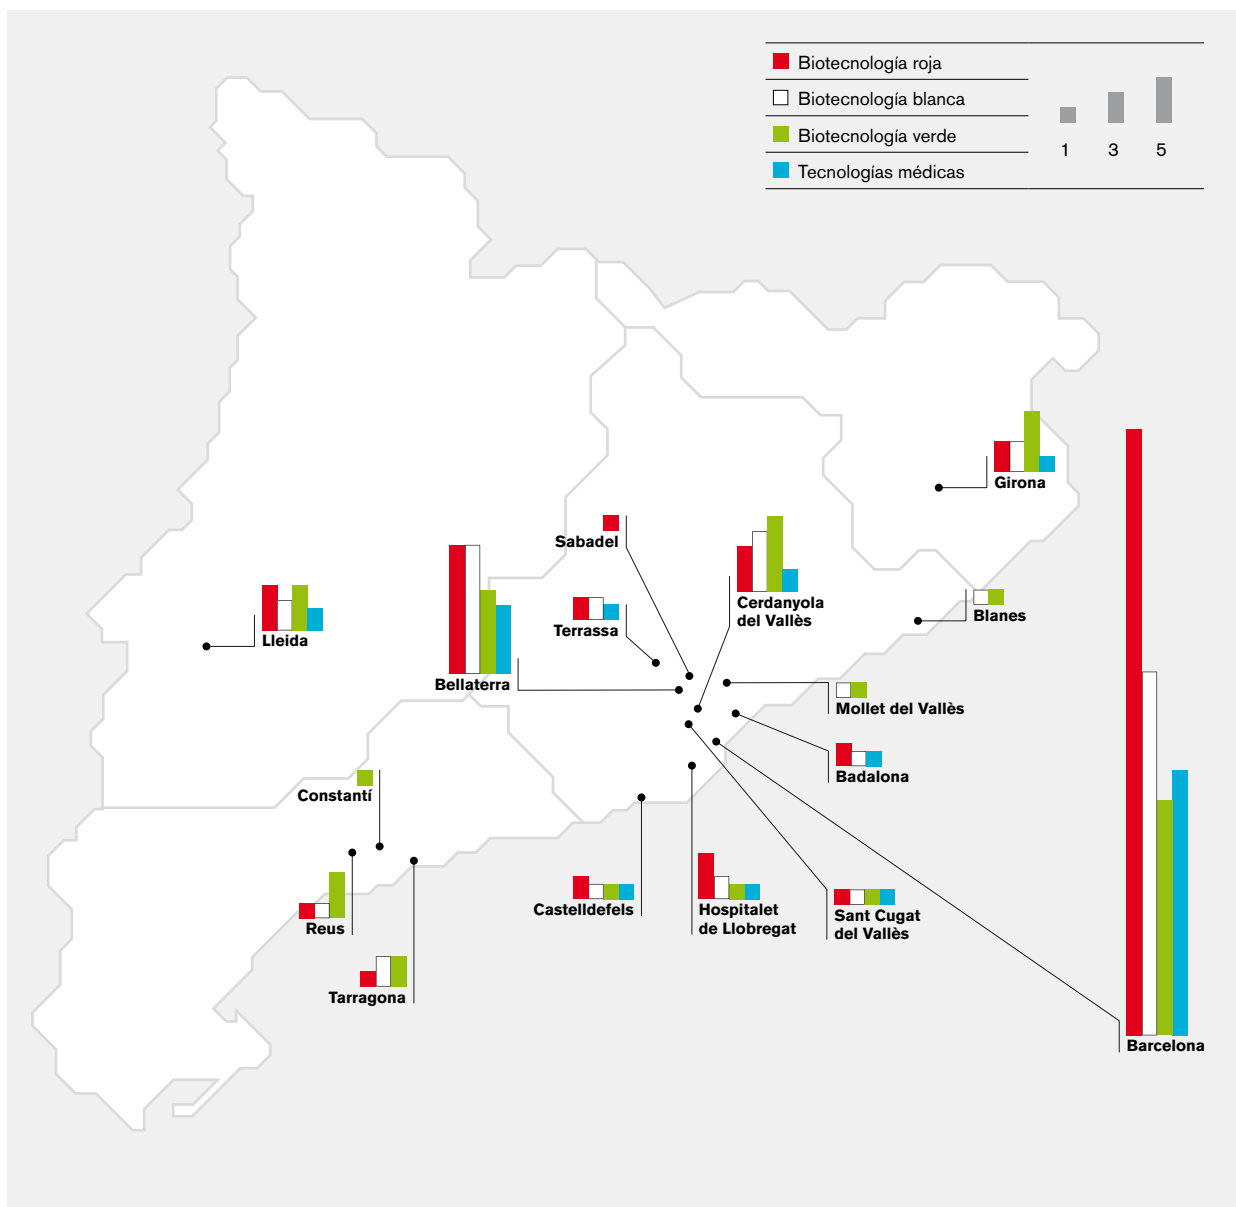 Biotecnología roja
Biotecnología blanca
Biotecnología verde
Tecnologías médicas
1 3 5
Girona
Sabadel
Cerdanyola
del Vallès
Blanes
Terrassa
Lleida
Bellaterra
Mollet del Vallès
Badalona
Constantí
Castelldefels
Hospitalet
de Llobregat
Sant Cugat
del Vallès
Reus
Tarragona
Barcelona